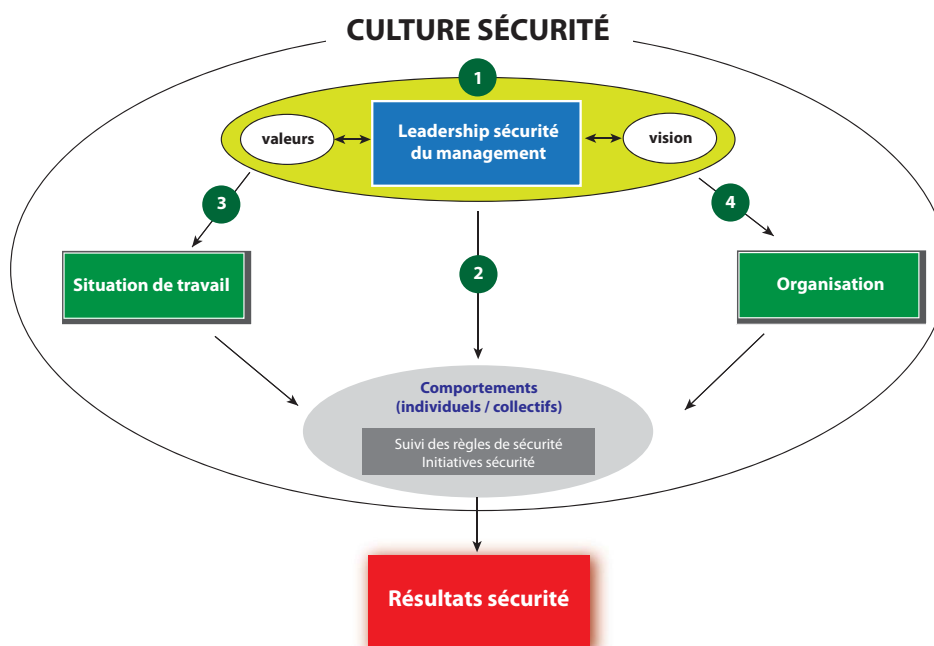 CULTURE SÉCURITÉ
1
valeurs
Leadership sécurité
du management
vision
3
4
2
Situation de travail
Organisation
Comportements
(individuels / collectifs)
Suivi des règles de sécurité
Initiatives sécurité
Résultats sécurité